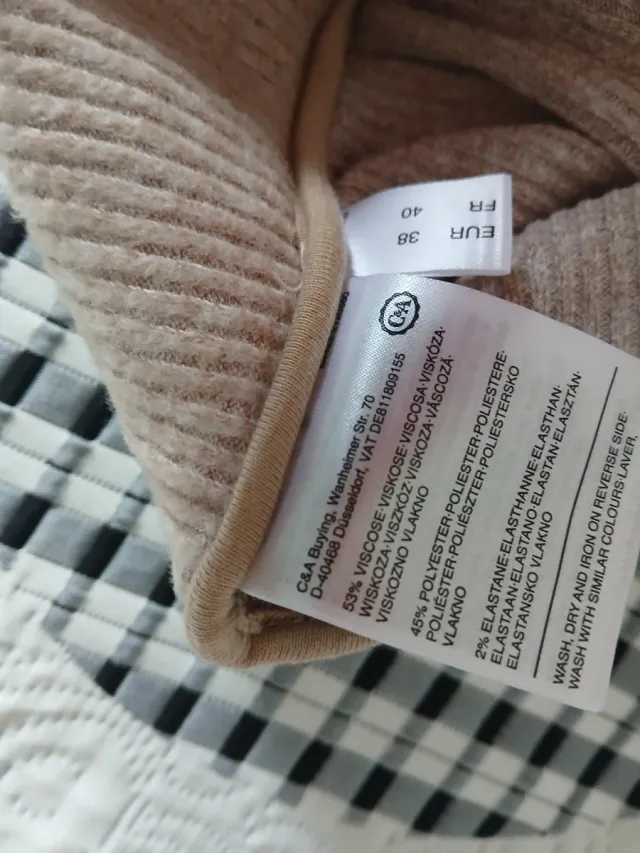 EUR 38
FR 40
C&A
C&A Buying, Wanheimer Str. 70
D-40468 Düsseldorf, VAT DE811809155
53% VISCOSE·VISKOSE·VISCOSA·VISKÓZA·
WISKOZA·VISZKÓZ·VISKOZA·VÂSCOZĂ·
VISKOZNO VLAKNO
45% POLYESTER·POLIESTER·POLIESTERE·
POLIÉSTER·POLIÉSZTER·POLIESTERSKO
VLAKNO
2% ELASTANE·ELASTHANNE·ELASTHAN·
ELASTAAN·ELASTANO·ELASTAN·ELASZTÁN·
ELASTANSKO VLAKNO
WASH, DRY AND IRON ON REVERSE SIDE·
WASH WITH SIMILAR COLOURS·LAVER,